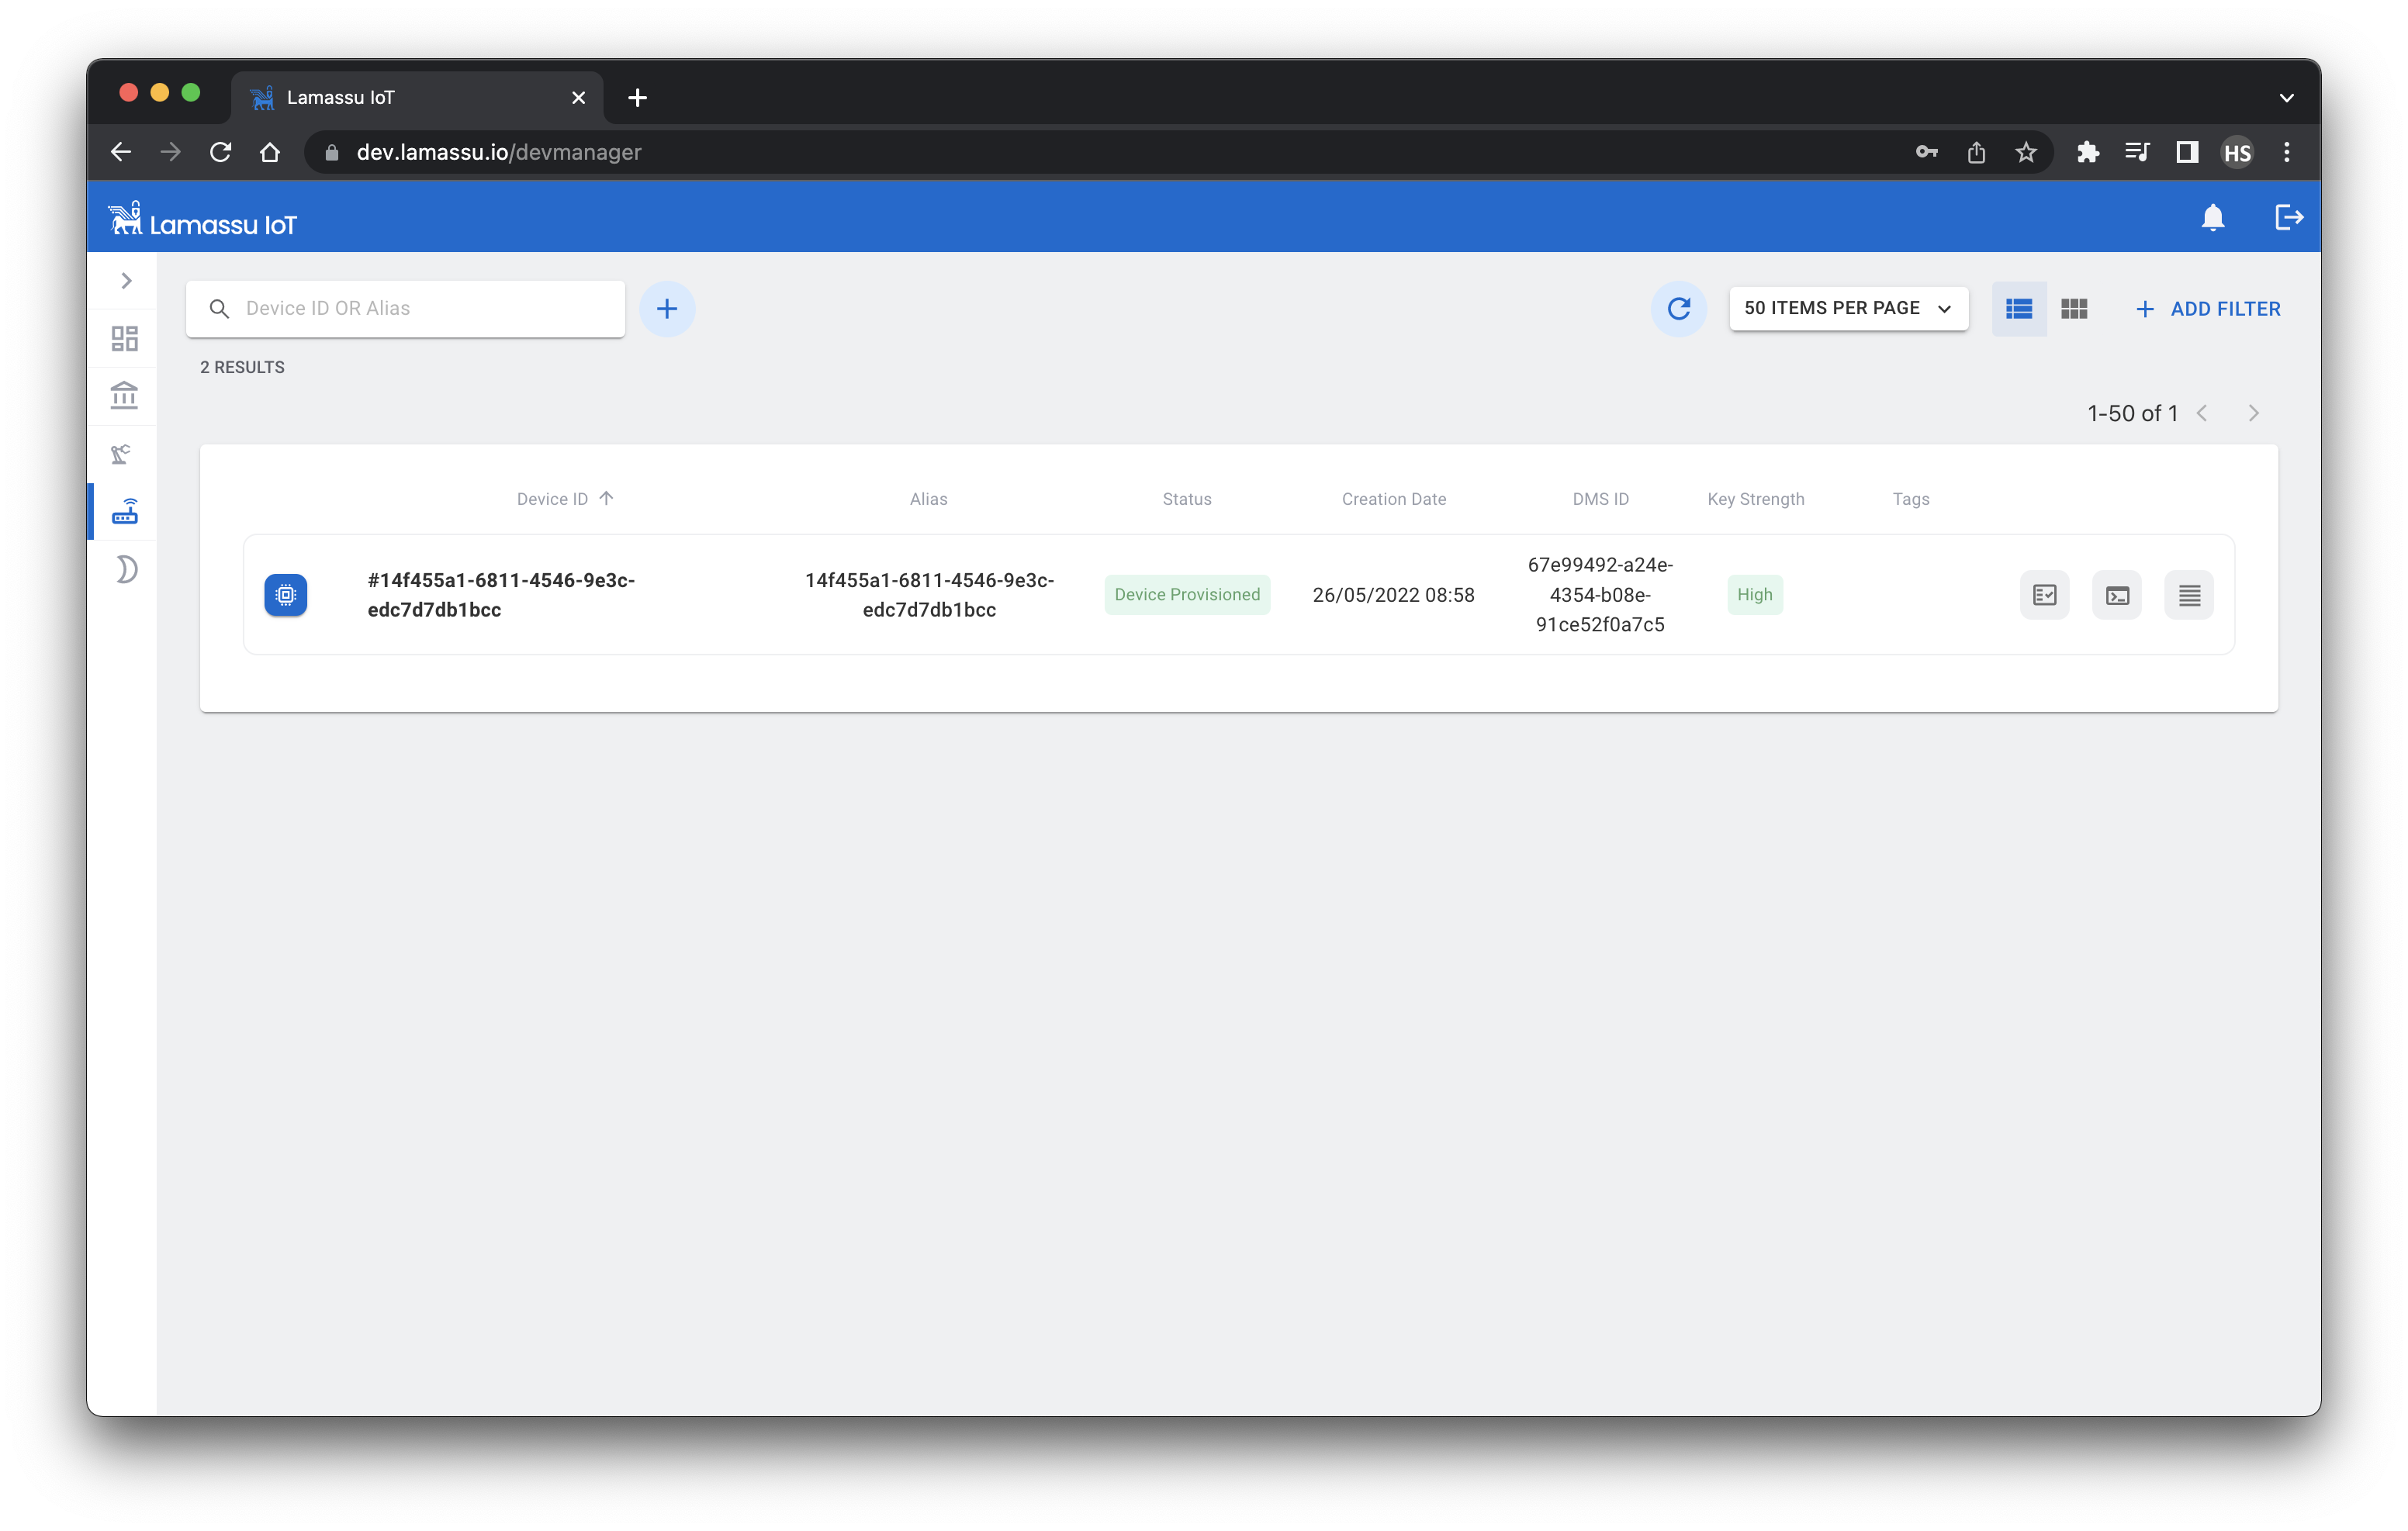 Lamassu IoT
dev.lamassu.io/devmanager
HS
Lamassu IoT
Device ID OR Alias
50 ITEMS PER PAGE
ADD FILTER
2 RESULTS
1-50 of 1
Device ID Alias Status Creation Date DMS ID Key Strength Tags
#14f455a1-6811-4546-9e3c-
edc7d7db1bcc
14f455a1-6811-4546-9e3c-
edc7d7db1bcc
Device Provisioned
26/05/2022 08:58
67e99492-a24e-
4354-b08e-
91ce52f0a7c5
High